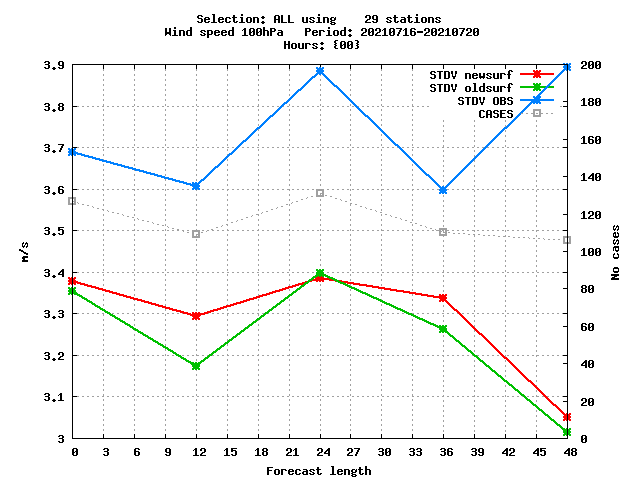 Selection: ALL using    29 stations
Wind speed 100hPa   Period: 20210716-20210720
Hours: {00}
STDV newsurf
STDV oldsurf
STDV OBS
CASES
3.9
3.8
3.7
3.6
3.5
3.4
3.3
3.2
3.1
3
m/s
200
180
160
140
120
100
80
60
40
20
0
No cases
0 3 6 9 12 15 18 21 24 27 30 33 36 39 42 45 48
Forecast length